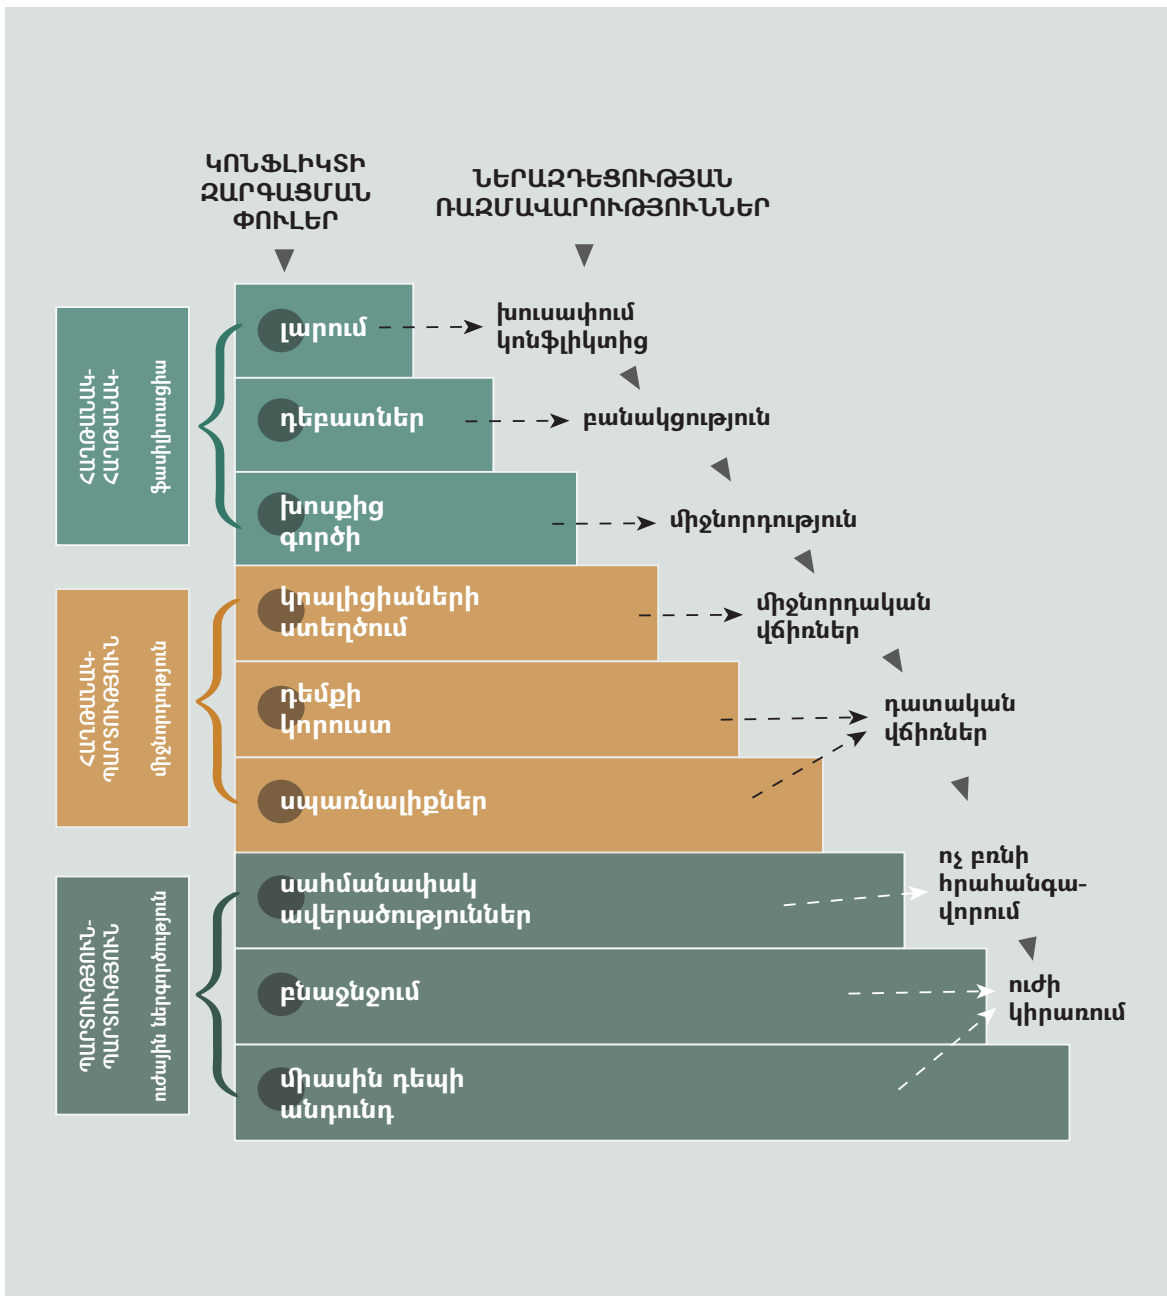 ԿՈՆՖԼԻԿՏԻ
ԶԱՐԳԱՑՄԱՆ
ՓՈՒԼԵՐ
ՆԵՐԱԶԴԵՑՈՒԹՅԱՆ
ՌԱԶՄԱՎԱՐՈՒԹՅՈՒՆՆԵՐ
ՀԱՂԹԱՆԱԿ-
ՀԱՂԹԱՆԱԿ
ֆասիլիտացիա
լարում
խուսափում
կոնֆլիկտից
դեբատներ
բանակցություն
խոսքից
գործի
միջնորդություն
ՀԱՂԹԱՆԱԿ-
ՊԱՐՏՈՒԹՅՈՒՆ
միջնորդություն
կոալիցիաների
ստեղծում
միջնորդական
վճիռներ
դեմքի
կորուստ
դատական
վճիռներ
սպառնալիքներ
ՊԱՐՏՈՒԹՅՈՒՆ-
ՊԱՐՏՈՒԹՅՈՒՆ
ուժային ներգործություն
սահմանափակ
ավերածություններ
ոչ բռնի
հրահանգա-
վորում
բնաջնջում
ուժի
կիրառում
միասին դեպի
անդունդ